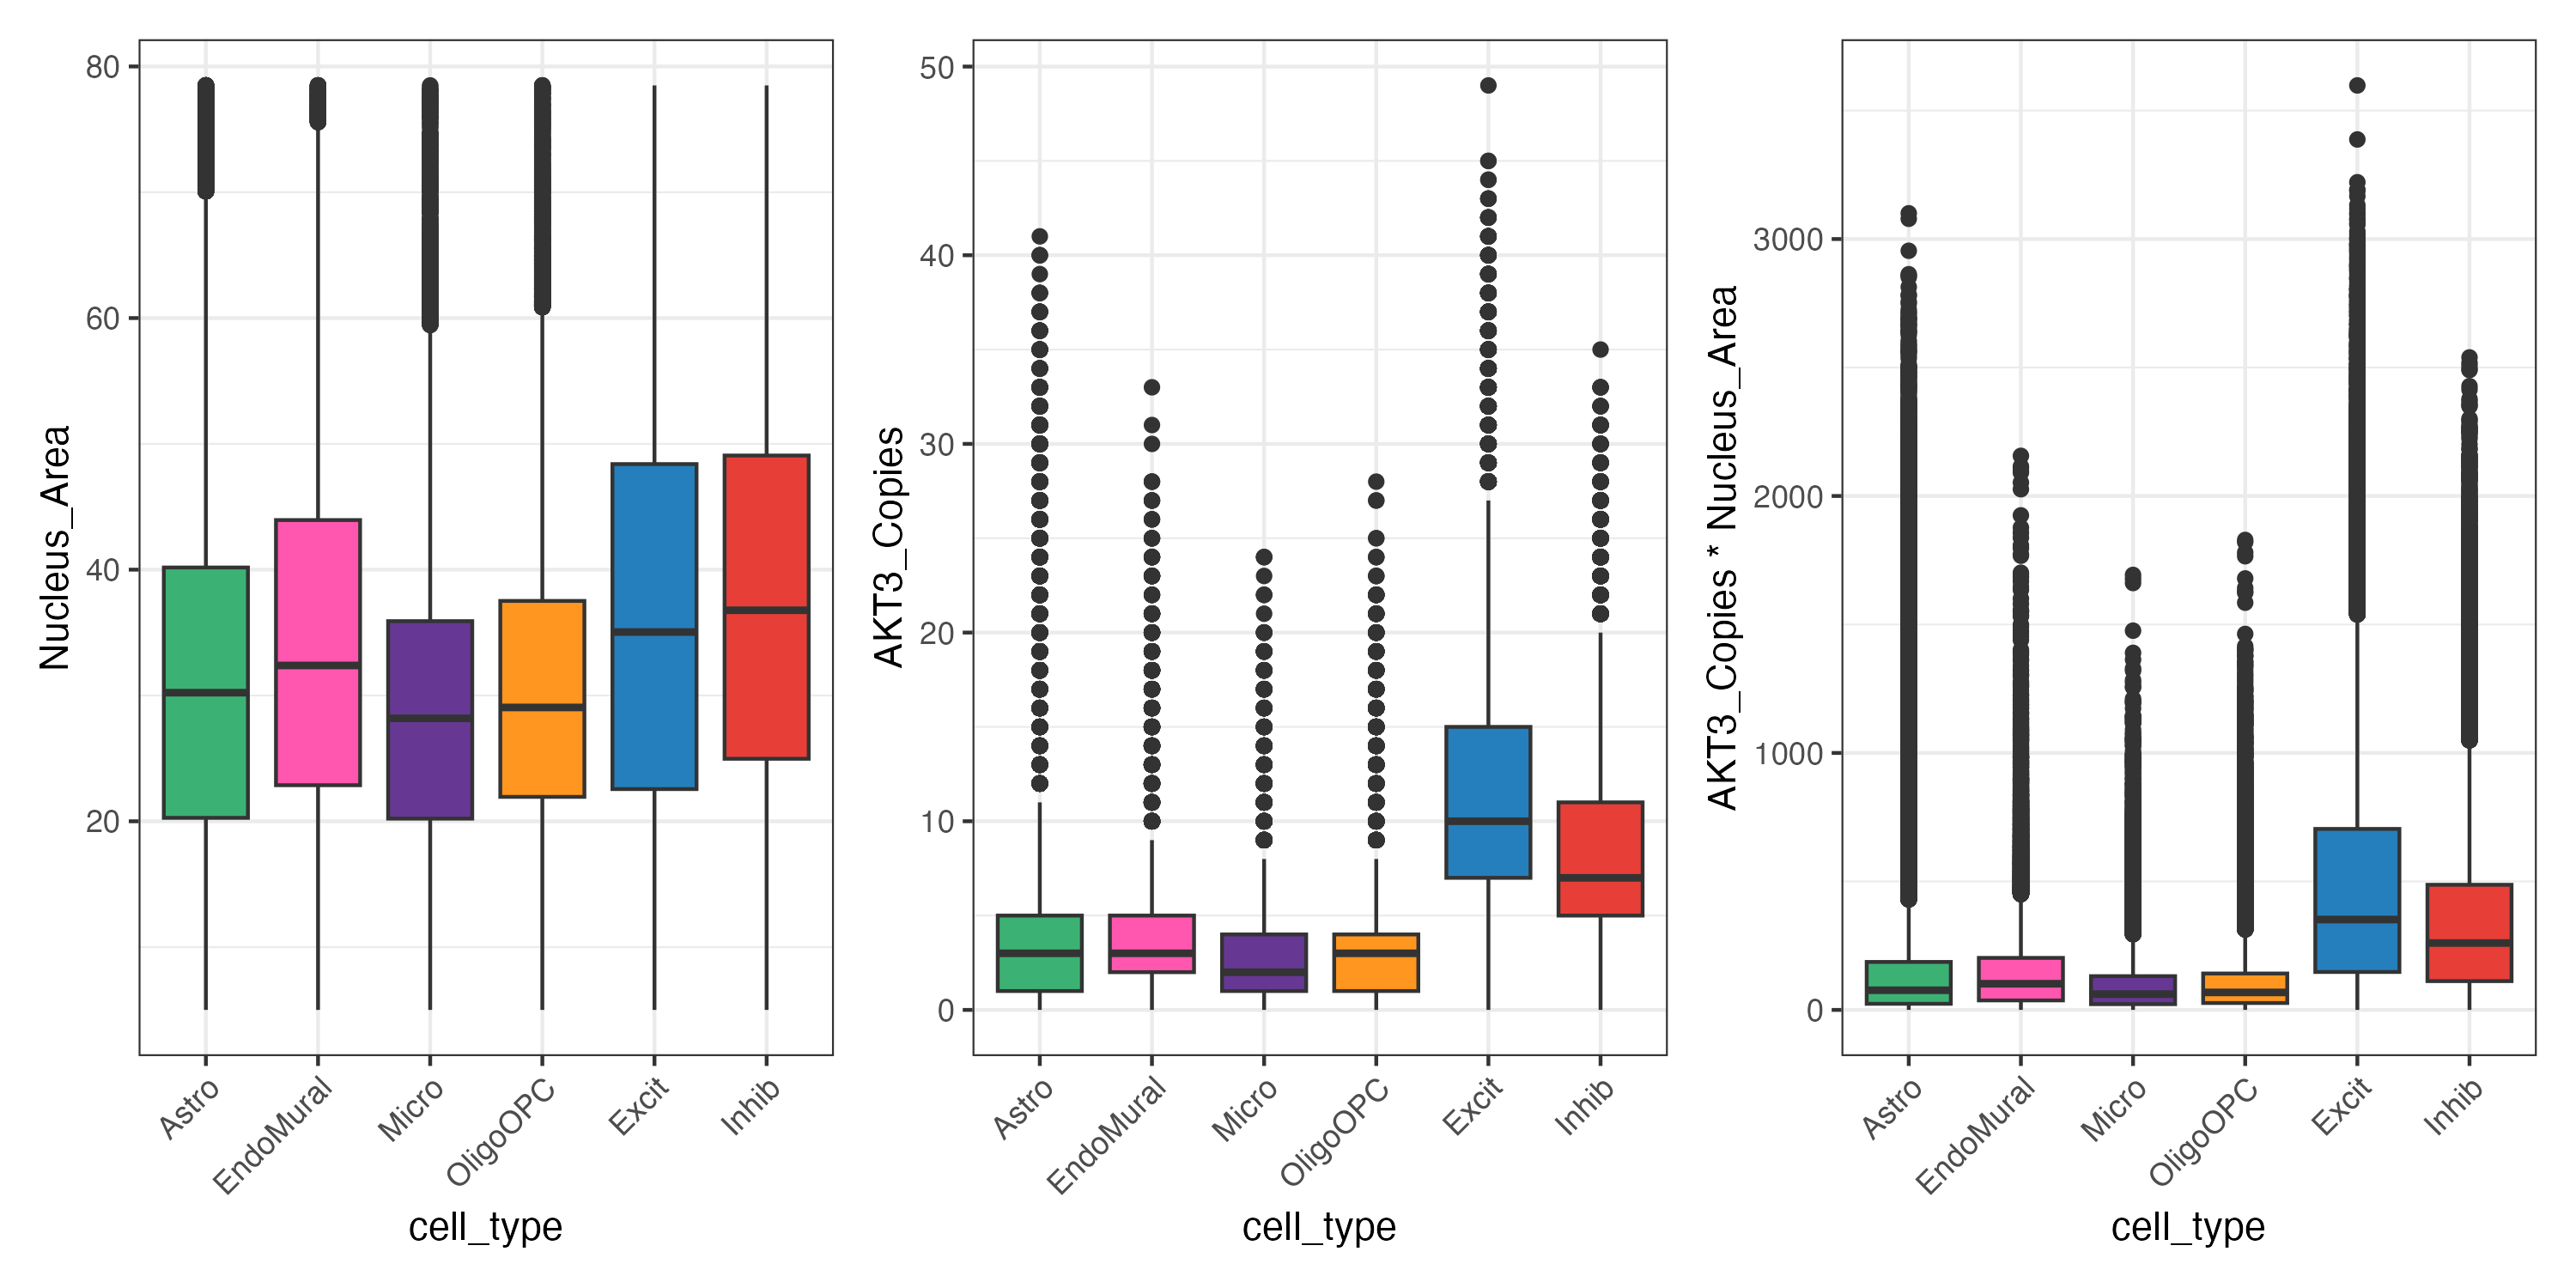 Nucleus_Area
80
60
40
20
Astro
EndoMural
Micro
OligoOPC
Excit
Inhib
cell_type
AKT3_Copies
50
40
30
20
10
0
Astro
EndoMural
Micro
OligoOPC
Excit
Inhib
cell_type
AKT3_Copies * Nucleus_Area
3000
2000
1000
0
Astro
EndoMural
Micro
OligoOPC
Excit
Inhib
cell_type